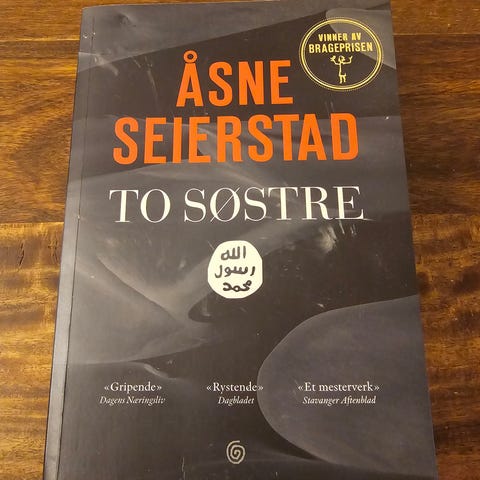 VINNER AV
BRAGEPRISEN
ÅSNE
SEIERSTAD
TO SØSTRE
الله
رسول
محمد
«Gripende»
Dagens Næringsliv
«Rystende»
Dagbladet
«Et mesterverk»
Stavanger Aftenblad